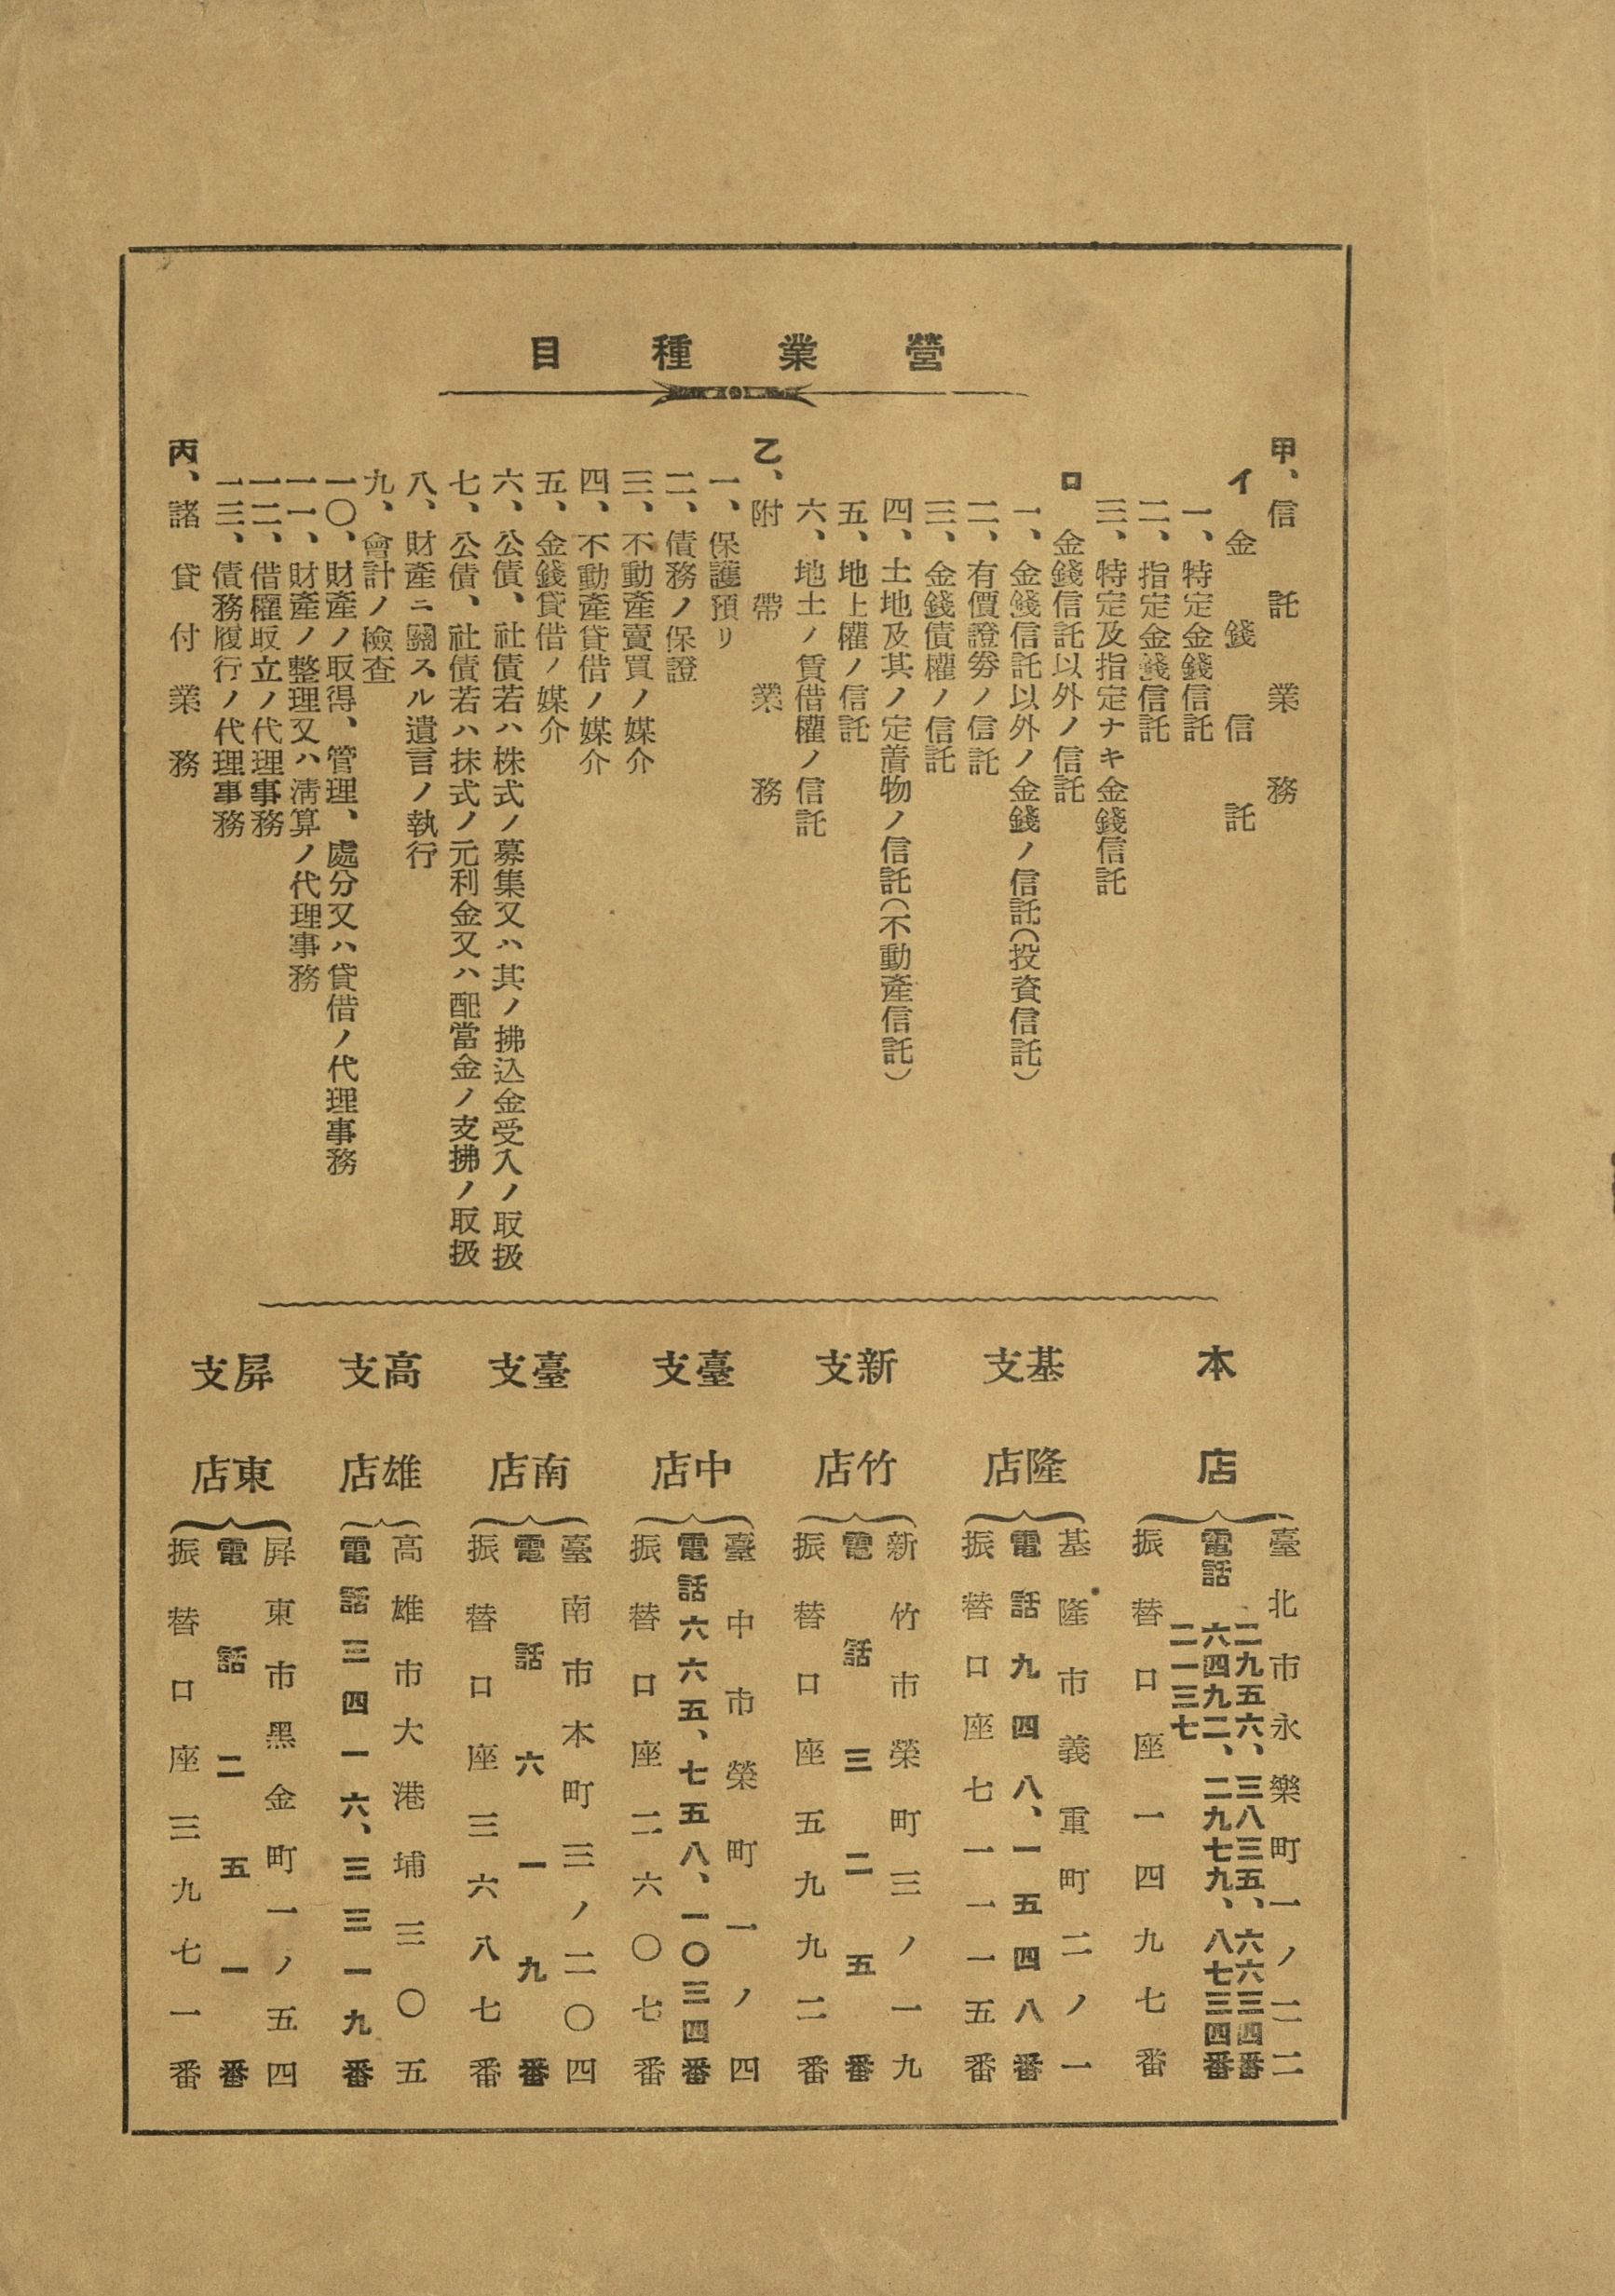 營業種目
甲、信託業務
イ　金錢信託
一、特定金錢信託
二、指定金錢信託
三、特定及指定ナキ金錢信託
ロ　金錢信託以外ノ信託
一、金錢信託以外ノ金錢ノ信託(投資信託)
二、有價證券ノ信託
三、金錢債權ノ信託
四、土地及其ノ定着物ノ信託(不動產信託)
五、地上權ノ信託
六、地土ノ賃借權ノ信託
乙、附帶業務
一、保護預リ
二、債務ノ保證
三、不動產賣買ノ媒介
四、不動產貸借ノ媒介
五、金錢貸借ノ媒介
六、公債、社債若ハ株式ノ募集又ハ其ノ拂込金受入ノ取扱
七、公債、社債若ハ抹式ノ元利金又ハ配當金ノ支拂ノ取扱
八、財產ニ關スル遺言ノ執行
九、會計ノ檢查
一〇、財產ノ取得、管理、處分又ハ貸借ノ代理事務
一一、財產ノ整理又ハ淸算ノ代理事務
一二、借權取立ノ代理事務
一三、債務履行ノ代理事務
丙、諸貸付業務
本店
臺北市永樂町一ノ二二
電話
二九五六、三八三五、六六三四番
六四九二、二九七九、八七三四番
二一三七
振替口座一四九七番
基隆支店
基隆市義重町二ノ一
電話九四八、一五四八番
振替口座七一一一五番
新竹支店
新竹市榮町三ノ一九
電話三二五番
振替口座五九九二番
臺中支店
臺中市榮町一ノ四
電話六六五、七五八、一〇三四番
振替口座二六〇七番
臺南支店
臺南市本町三ノ二〇四
電話六一九番
振替口座三六八七番
高雄支店
高雄市大港埔三〇五
電話三四一六、三三一九番
屏東支店
屏東市黑金町一ノ五四
電話二五一番
振替口座三九七一番